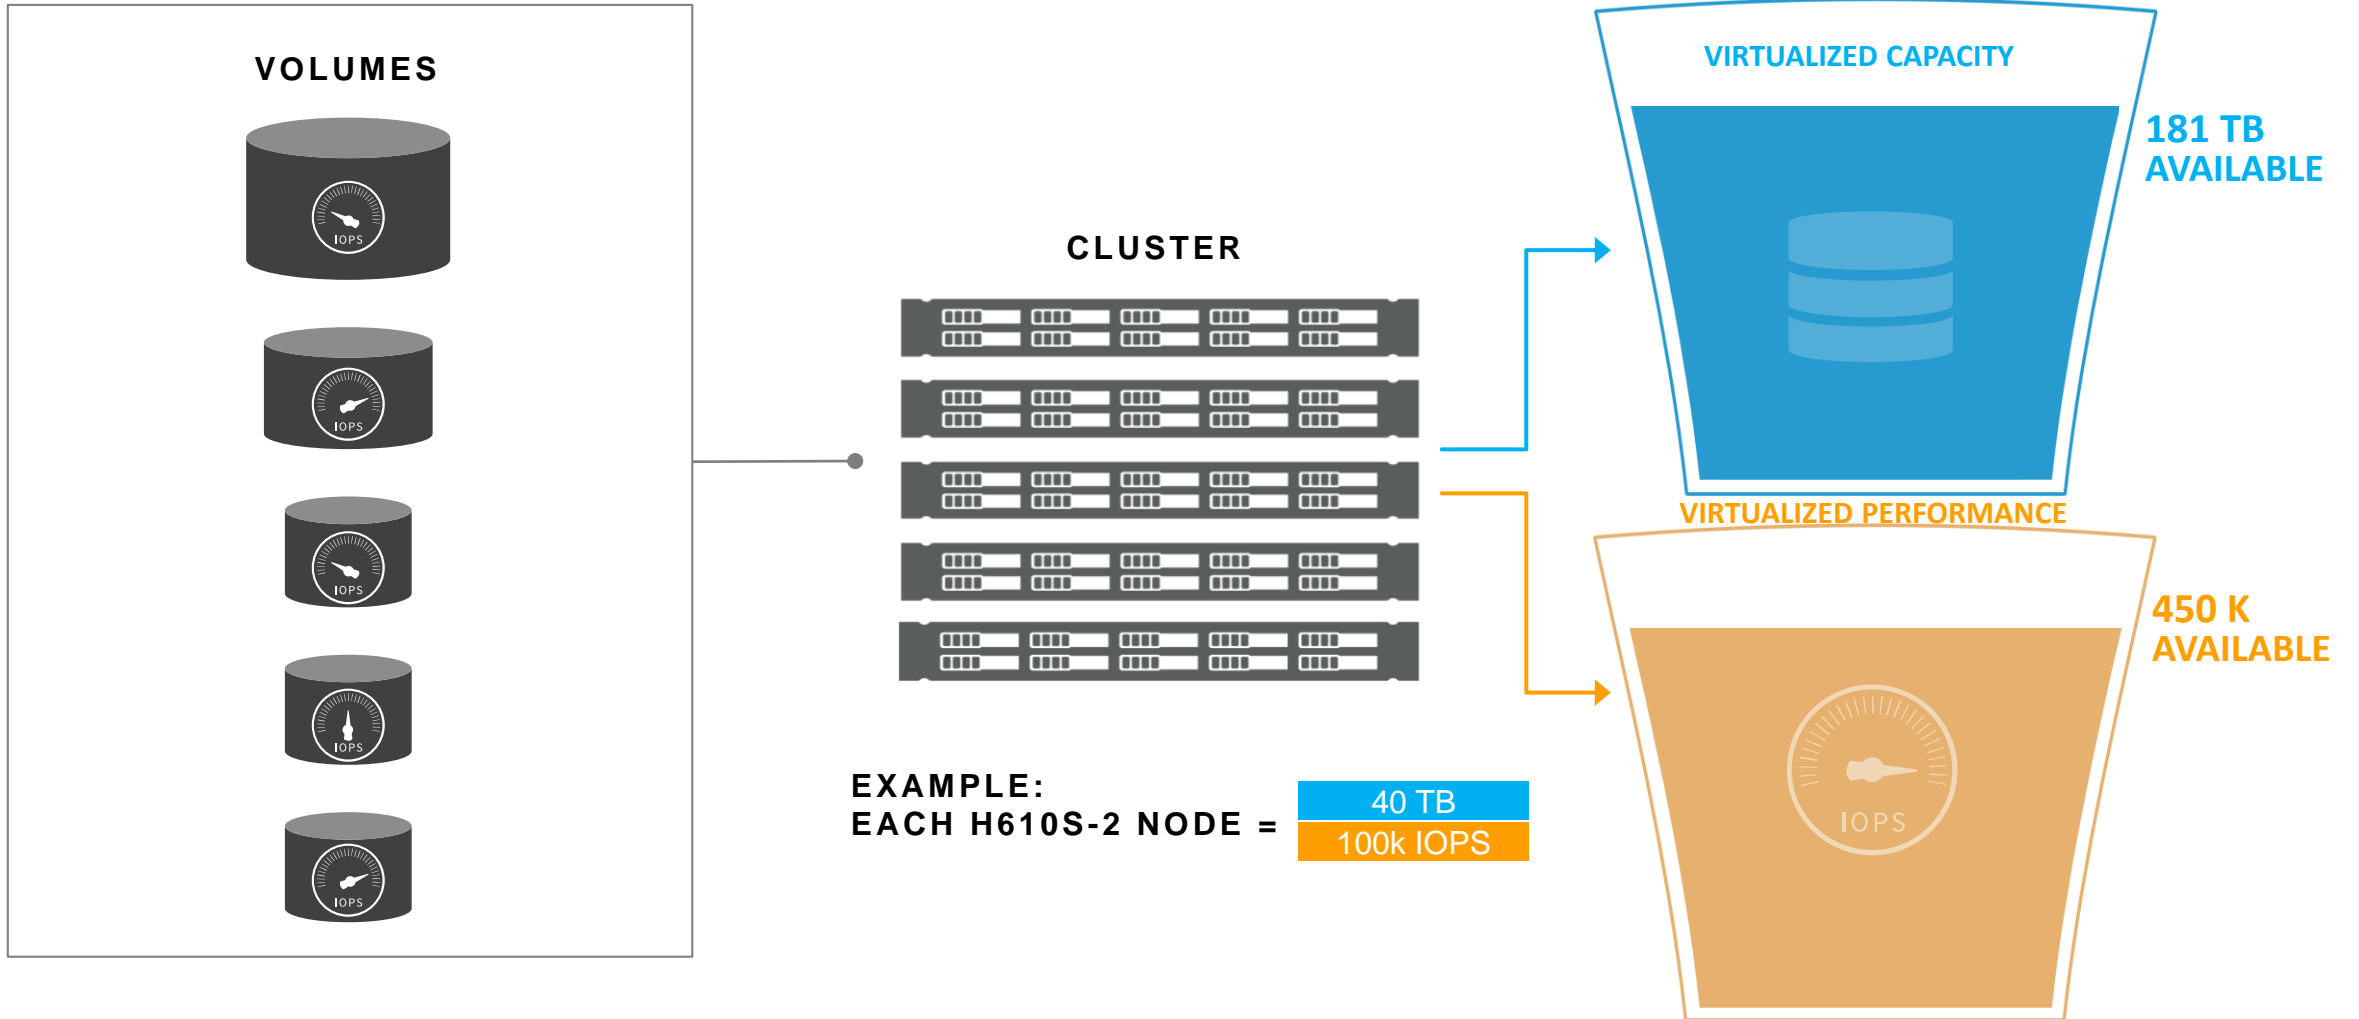 VOLUMES
IOPS
IOPS
IOPS
IOPS
IOPS
CLUSTER
EXAMPLE:
EACH H610S-2 NODE =
40 TB
100k IOPS
VIRTUALIZED CAPACITY
181 TB
AVAILABLE
VIRTUALIZED PERFORMANCE
450 K
AVAILABLE
IOPS